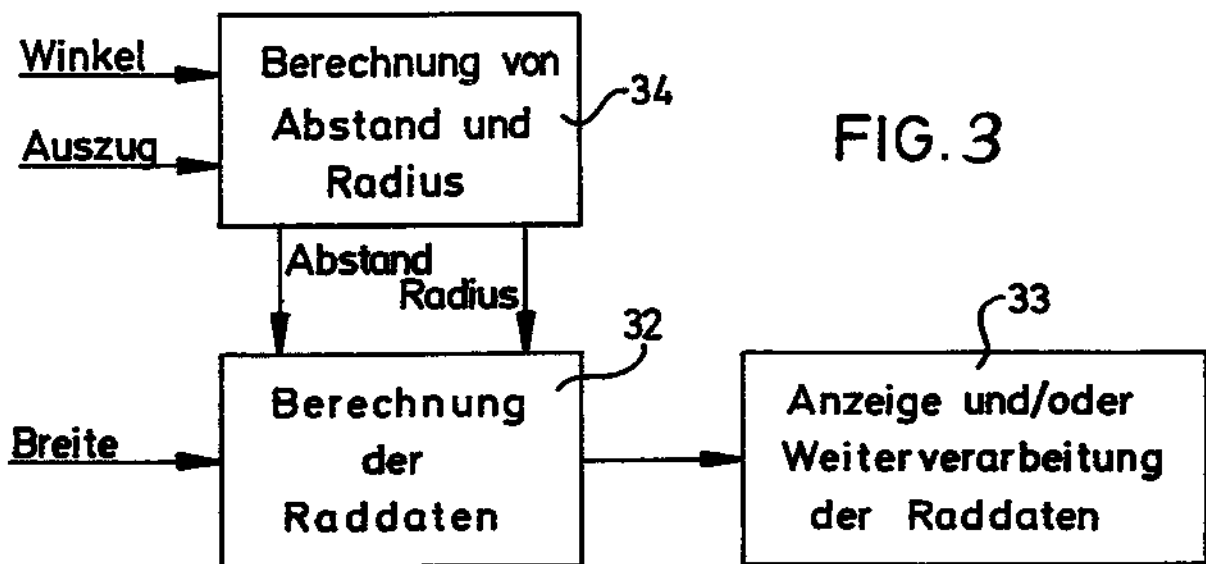 Winkel
Auszug
Berechnung von
Abstand und
Radius
34
FIG. 3
Abstand
Radius
Breite
32
Berechnung
der
Raddaten
33
Anzeige und/oder
Weiterverarbeitung
der Raddaten